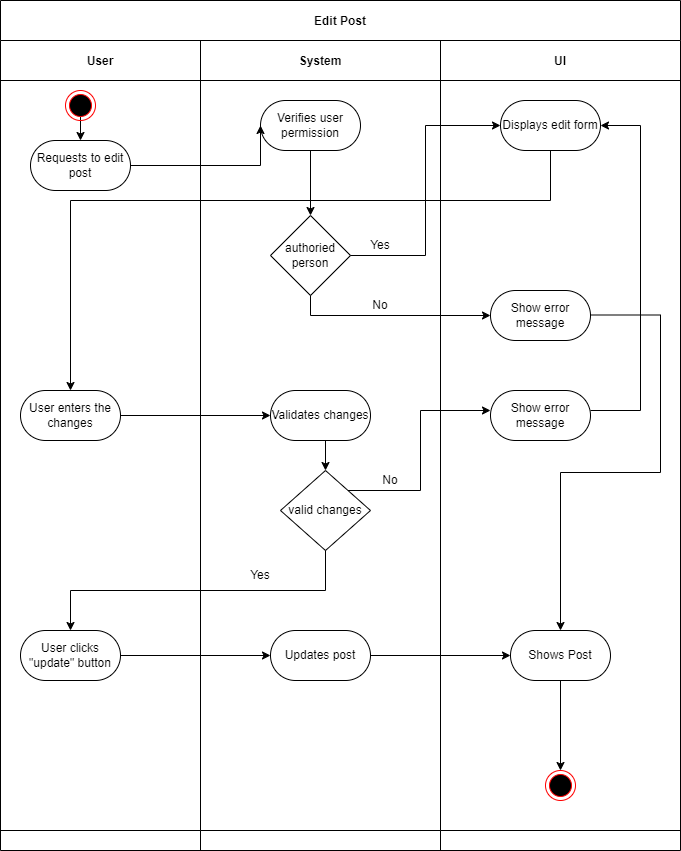 Edit Post
User
System
UI
Requests to edit
post
Verifies user
permission
Displays edit form
authoried
person
Yes
No
Show error
message
User enters the
changes
Validates changes
Show error
message
valid changes
No
Yes
User clicks
"update" button
Updates post
Shows Post